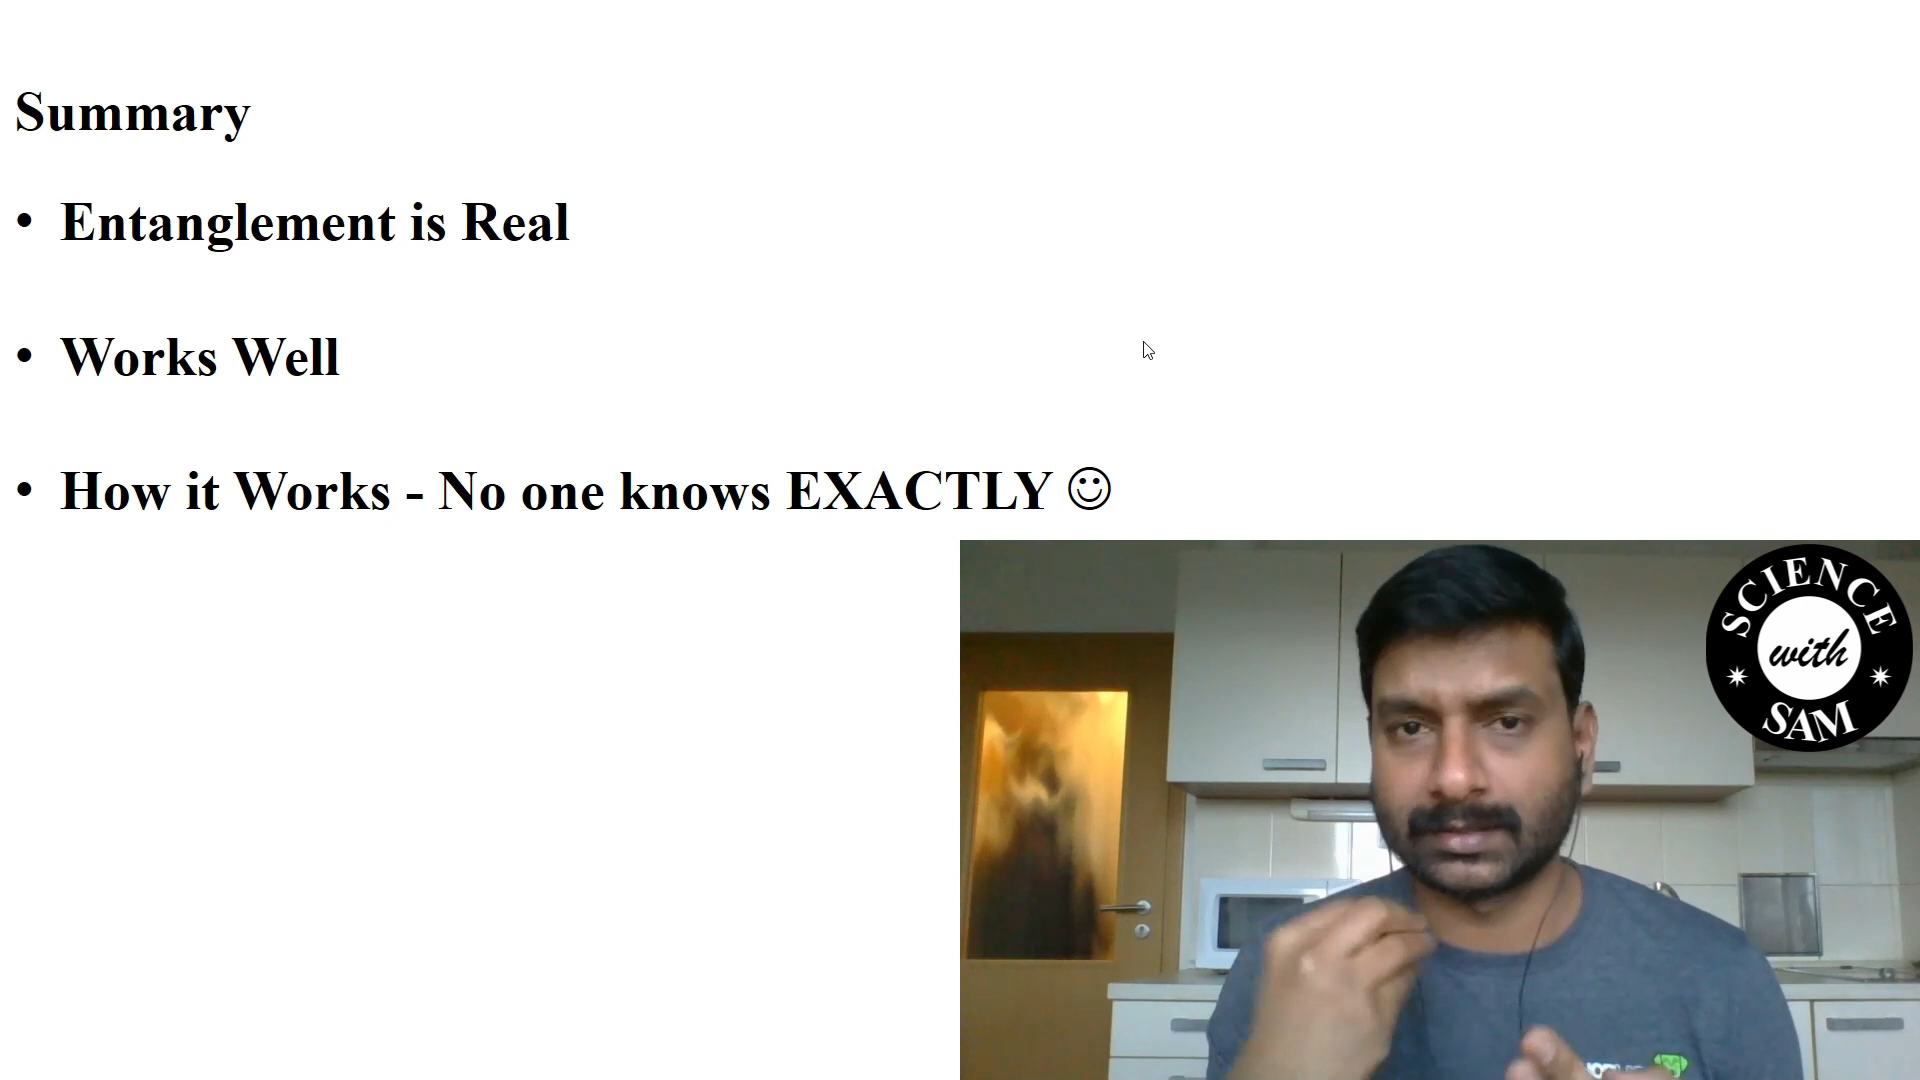 Summary
• Entanglement is Real
• Works Well
• How it Works - No one knows EXACTLY ☺
SCIENCE
with
SAM